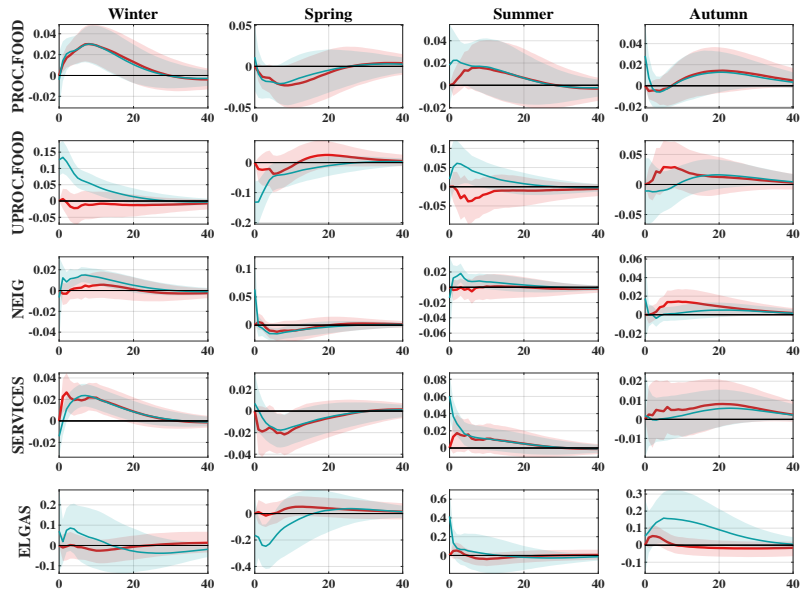 Winter Spring Summer Autumn
PROC.FOOD
0.04 0.02 0 -0.02
0.05 0 -0.05
0.04 0.02 0 -0.02
0.04 0.02 0 -0.02
0 20 40 0 20 40 0 20 40 0 20 40
UPROC.FOOD
0.15 0.1 0.05 0 -0.05
0 -0.1 -0.2
0.1 0.05 0 -0.05
0.05 0 -0.05
0 20 40 0 20 40 0 20 40 0 20 40
NEIG
0.02 0 -0.02 -0.04
0.1 0.05 0
0.02 0 -0.02 -0.04 -0.06
0.06 0.04 0.02 0 -0.02
0 20 40 0 20 40 0 20 40 0 20 40
SERVICES
0.04 0.02 0 -0.02
0.02 0 -0.02 -0.04
0.08 0.06 0.04 0.02 0
0.02 0.01 0 -0.01
0 20 40 0 20 40 0 20 40 0 20 40
ELGAS
0.2 0.1 0 -0.1
0 -0.2 -0.4
0.6 0.4 0.2 0
0.3 0.2 0.1 0 -0.1
0 20 40 0 20 40 0 20 40 0 20 40